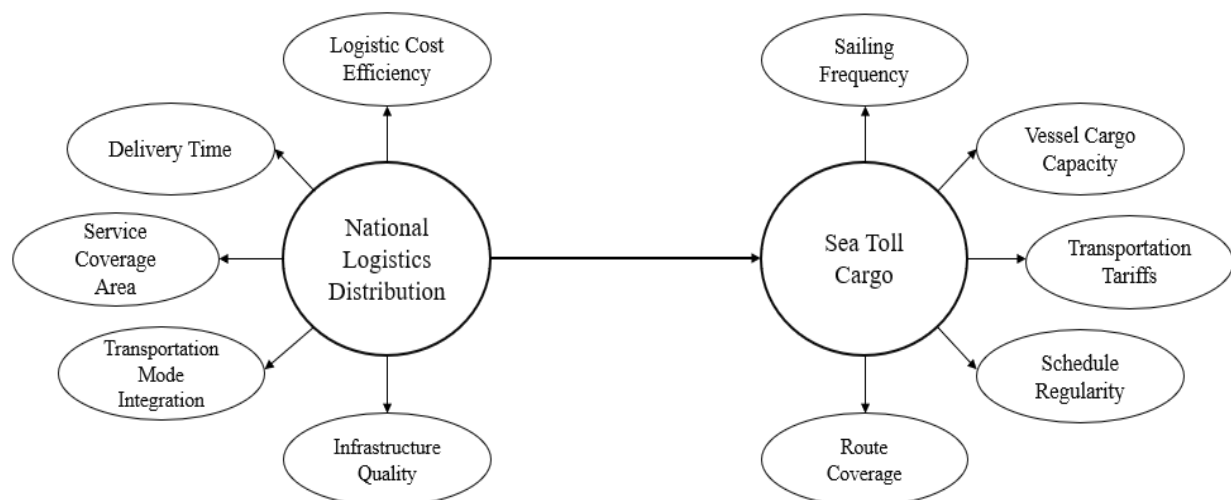 Logistic Cost
Efficiency
Delivery Time
Service
Coverage
Area
Transportation
Mode
Integration
Infrastructure
Quality
National
Logistics
Distribution
Sea Toll
Cargo
Sailing
Frequency
Vessel Cargo
Capacity
Transportation
Tariffs
Schedule
Regularity
Route
Coverage